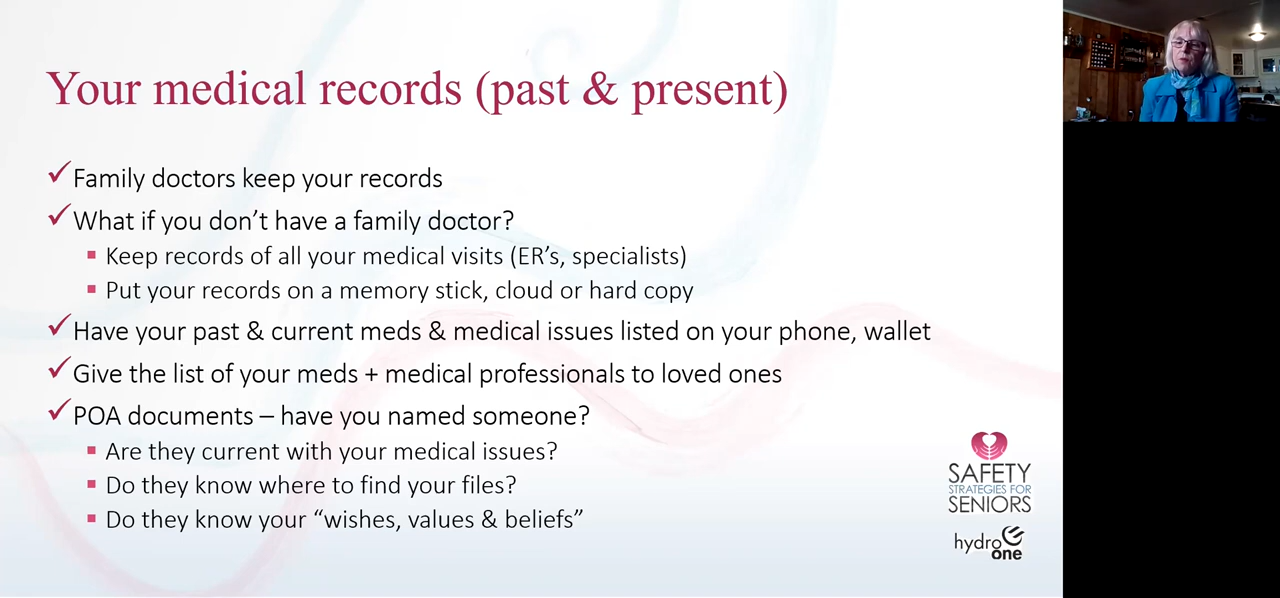 Your medical records (past & present)
✓Family doctors keep your records
✓What if you don’t have a family doctor?
▪ Keep records of all your medical visits (ER’s, specialists)
▪ Put your records on a memory stick, cloud or hard copy
✓Have your past & current meds & medical issues listed on your phone, wallet
✓Give the list of your meds + medical professionals to loved ones
✓POA documents – have you named someone?
▪ Are they current with your medical issues?
▪ Do they know where to find your files?
▪ Do they know your “wishes, values & beliefs”
SAFETY
STRATEGIES FOR
SENIORS
hydro
one